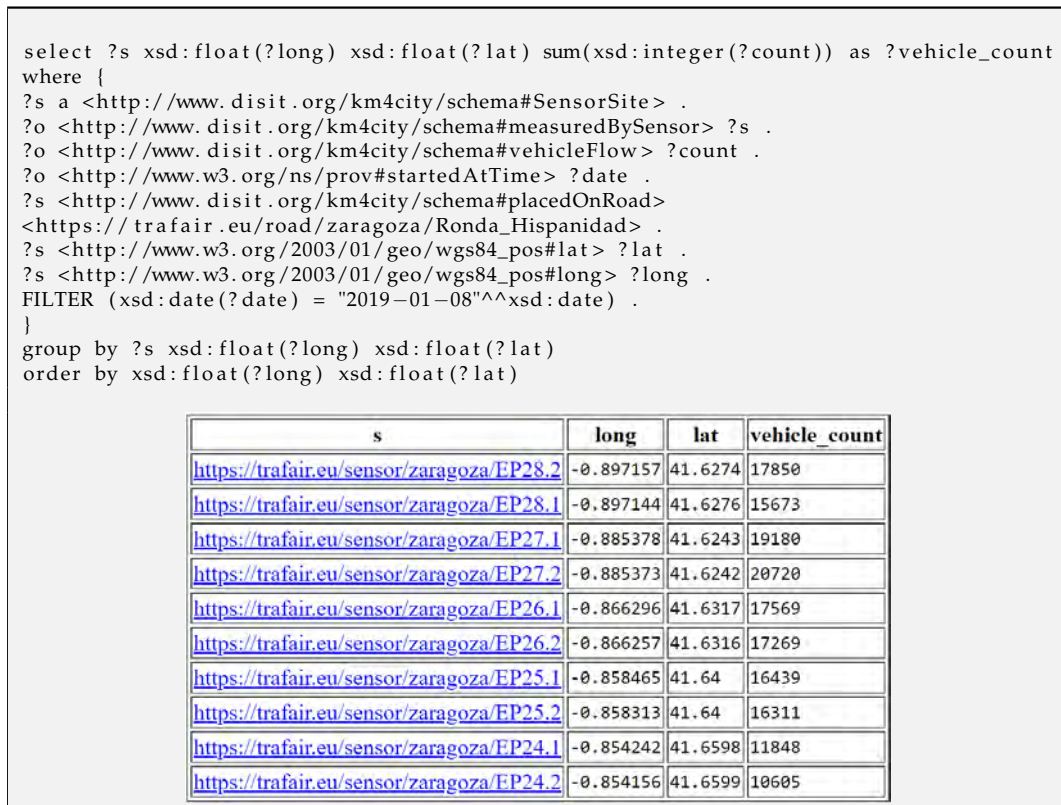 select ?s xsd:float(?long) xsd:float(?lat) sum(xsd:integer(?count)) as ?vehicle_count
where {
?s a <http://www.disit.org/km4city/schema#SensorSite> .
?o <http://www.disit.org/km4city/schema#measuredBySensor> ?s .
?o <http://www.disit.org/km4city/schema#vehicleFlow> ?count .
?o <http://www.w3.org/ns/prov#startedAtTime> ?date .
?s <http://www.disit.org/km4city/schema#placedOnRoad>
<https://trafair.eu/road/zaragoza/Ronda_Hispanidad> .
?s <http://www.w3.org/2003/01/geo/wgs84_pos#lat> ?lat .
?s <http://www.w3.org/2003/01/geo/wgs84_pos#long> ?long .
FILTER (xsd:date(?date) = "2019−01−08"^^xsd:date) .
}
group by ?s xsd:float(?long) xsd:float(?lat)
order by xsd:float(?long) xsd:float(?lat)
s long lat vehicle_count
https://trafair.eu/sensor/zaragoza/EP28.2 -0.897157 41.6274 17850
https://trafair.eu/sensor/zaragoza/EP28.1 -0.897144 41.6276 15673
https://trafair.eu/sensor/zaragoza/EP27.1 -0.885378 41.6243 19180
https://trafair.eu/sensor/zaragoza/EP27.2 -0.885373 41.6242 20720
https://trafair.eu/sensor/zaragoza/EP26.1 -0.866296 41.6317 17569
https://trafair.eu/sensor/zaragoza/EP26.2 -0.866257 41.6316 17269
https://trafair.eu/sensor/zaragoza/EP25.1 -0.858465 41.64 16439
https://trafair.eu/sensor/zaragoza/EP25.2 -0.858313 41.64 16311
https://trafair.eu/sensor/zaragoza/EP24.1 -0.854242 41.6598 11848
https://trafair.eu/sensor/zaragoza/EP24.2 -0.854156 41.6599 10605